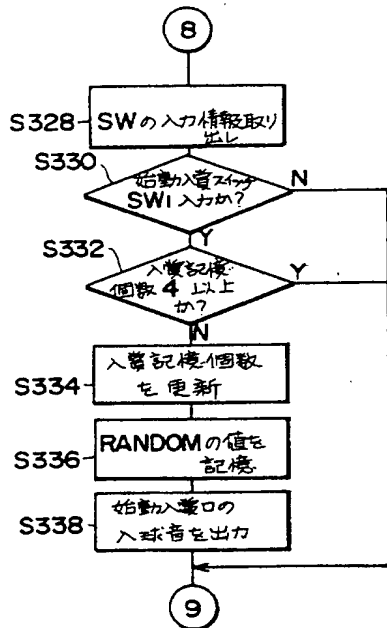 8
S328
SWの入力情報取り
出し
S330
始動入賞スイッチ
SW1入力か?
N
Y
S332
入賞記憶
個数4以上
か?
Y
N
S334
入賞記憶個数
を更新
S336
RANDOMの値を
記憶
S338
始動入賞口の
入球音を出力
9